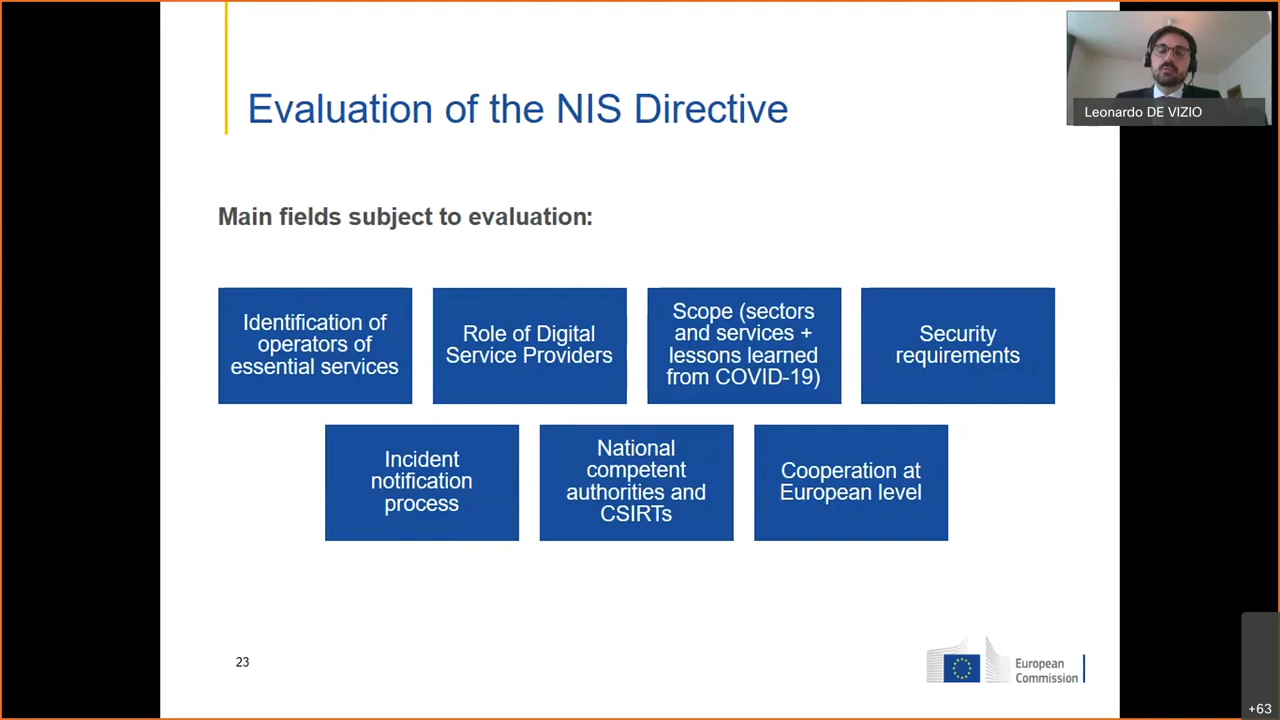 Evaluation of the NIS Directive
Leonardo DE VIZIO
Main fields subject to evaluation:
Identification of
operators of
essential services
Role of Digital
Service Providers
Scope (sectors
and services +
lessons learned
from COVID-19)
Security
requirements
Incident
notification
process
National
competent
authorities and
CSIRTs
Cooperation at
European level
23
European
Commission
+63